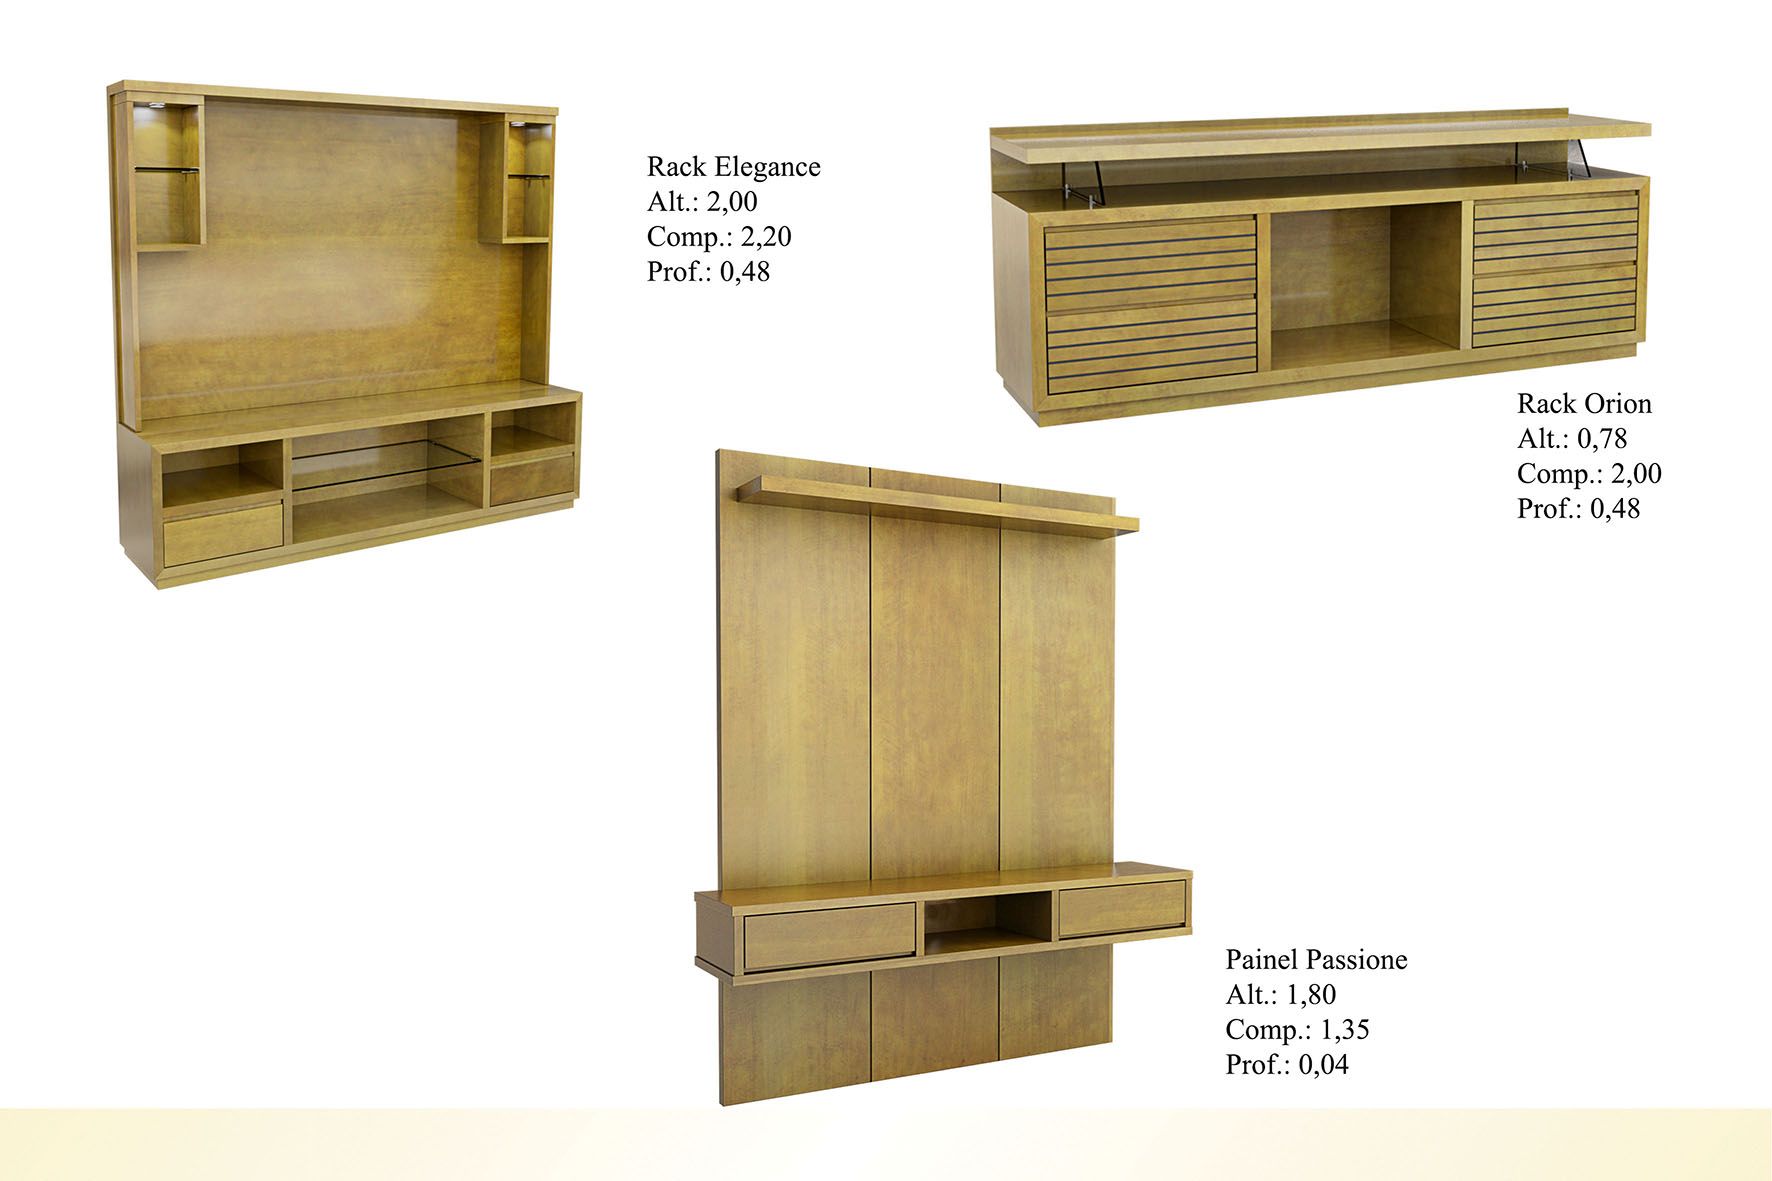 Rack Elegance
Alt.: 2,00
Comp.: 2,20
Prof.: 0,48
Rack Orion
Alt.: 0,78
Comp.: 2,00
Prof.: 0,48
Painel Passione
Alt.: 1,80
Comp.: 1,35
Prof.: 0,04